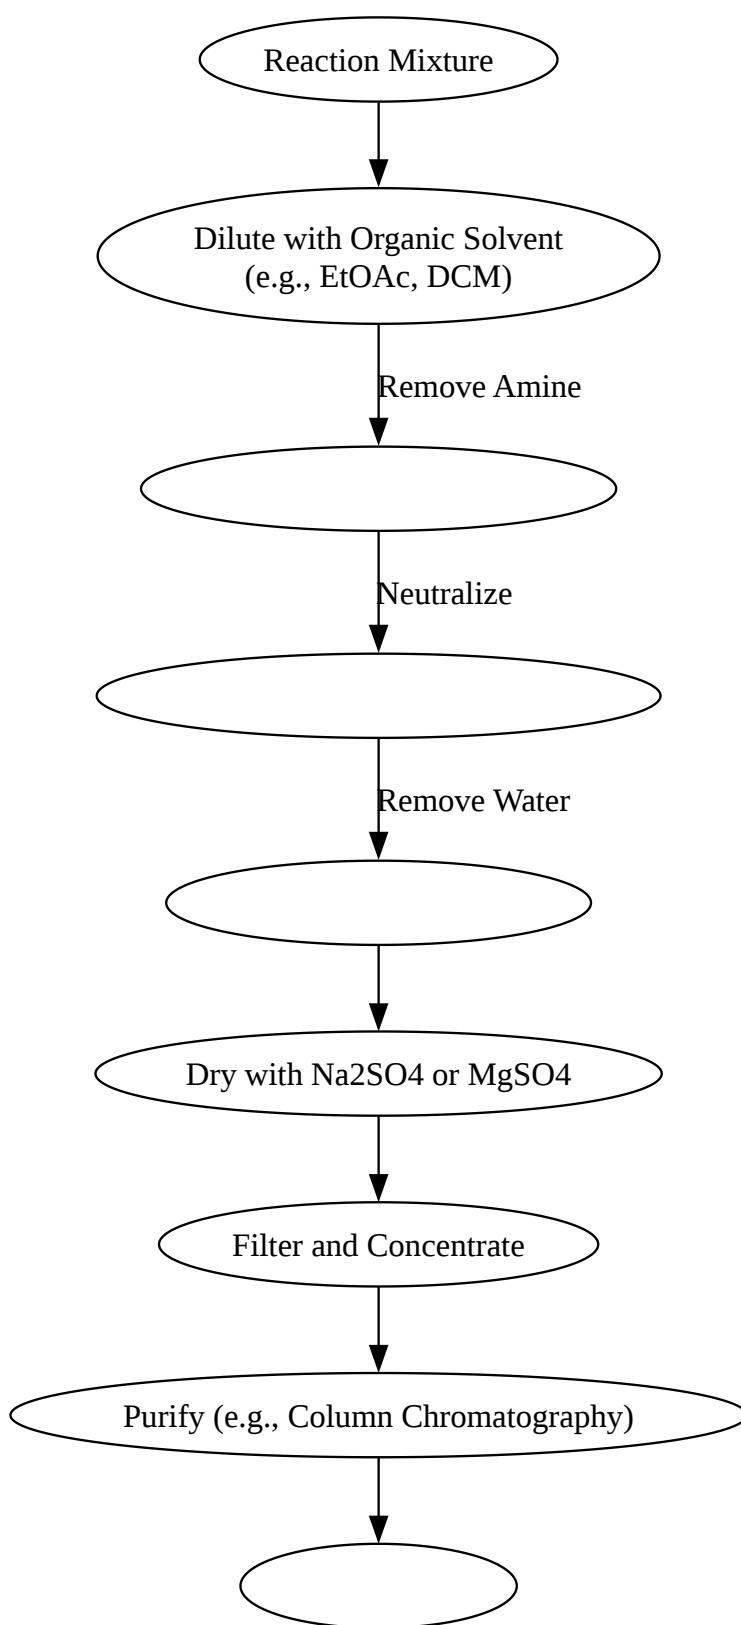 Reaction Mixture
Dilute with Organic Solvent
(e.g., EtOAc, DCM)
Remove Amine
Neutralize
Remove Water
Dry with Na2SO4 or MgSO4
Filter and Concentrate
Purify (e.g., Column Chromatography)